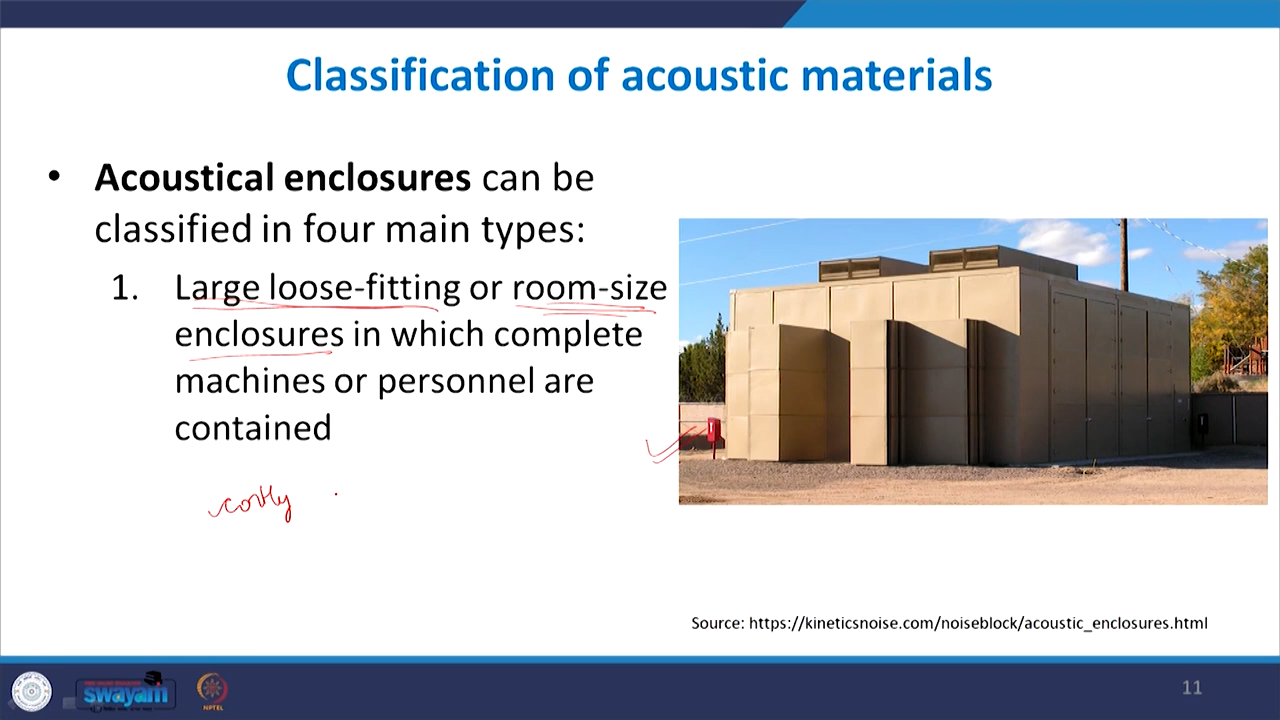 Classification of acoustic materials
• Acoustical enclosures can be
classified in four main types:
1. Large loose-fitting or room-size
enclosures in which complete
machines or personnel are
contained
costly
Source: https://kineticsnoise.com/noiseblock/acoustic_enclosures.html
swayam
NPTEL
11